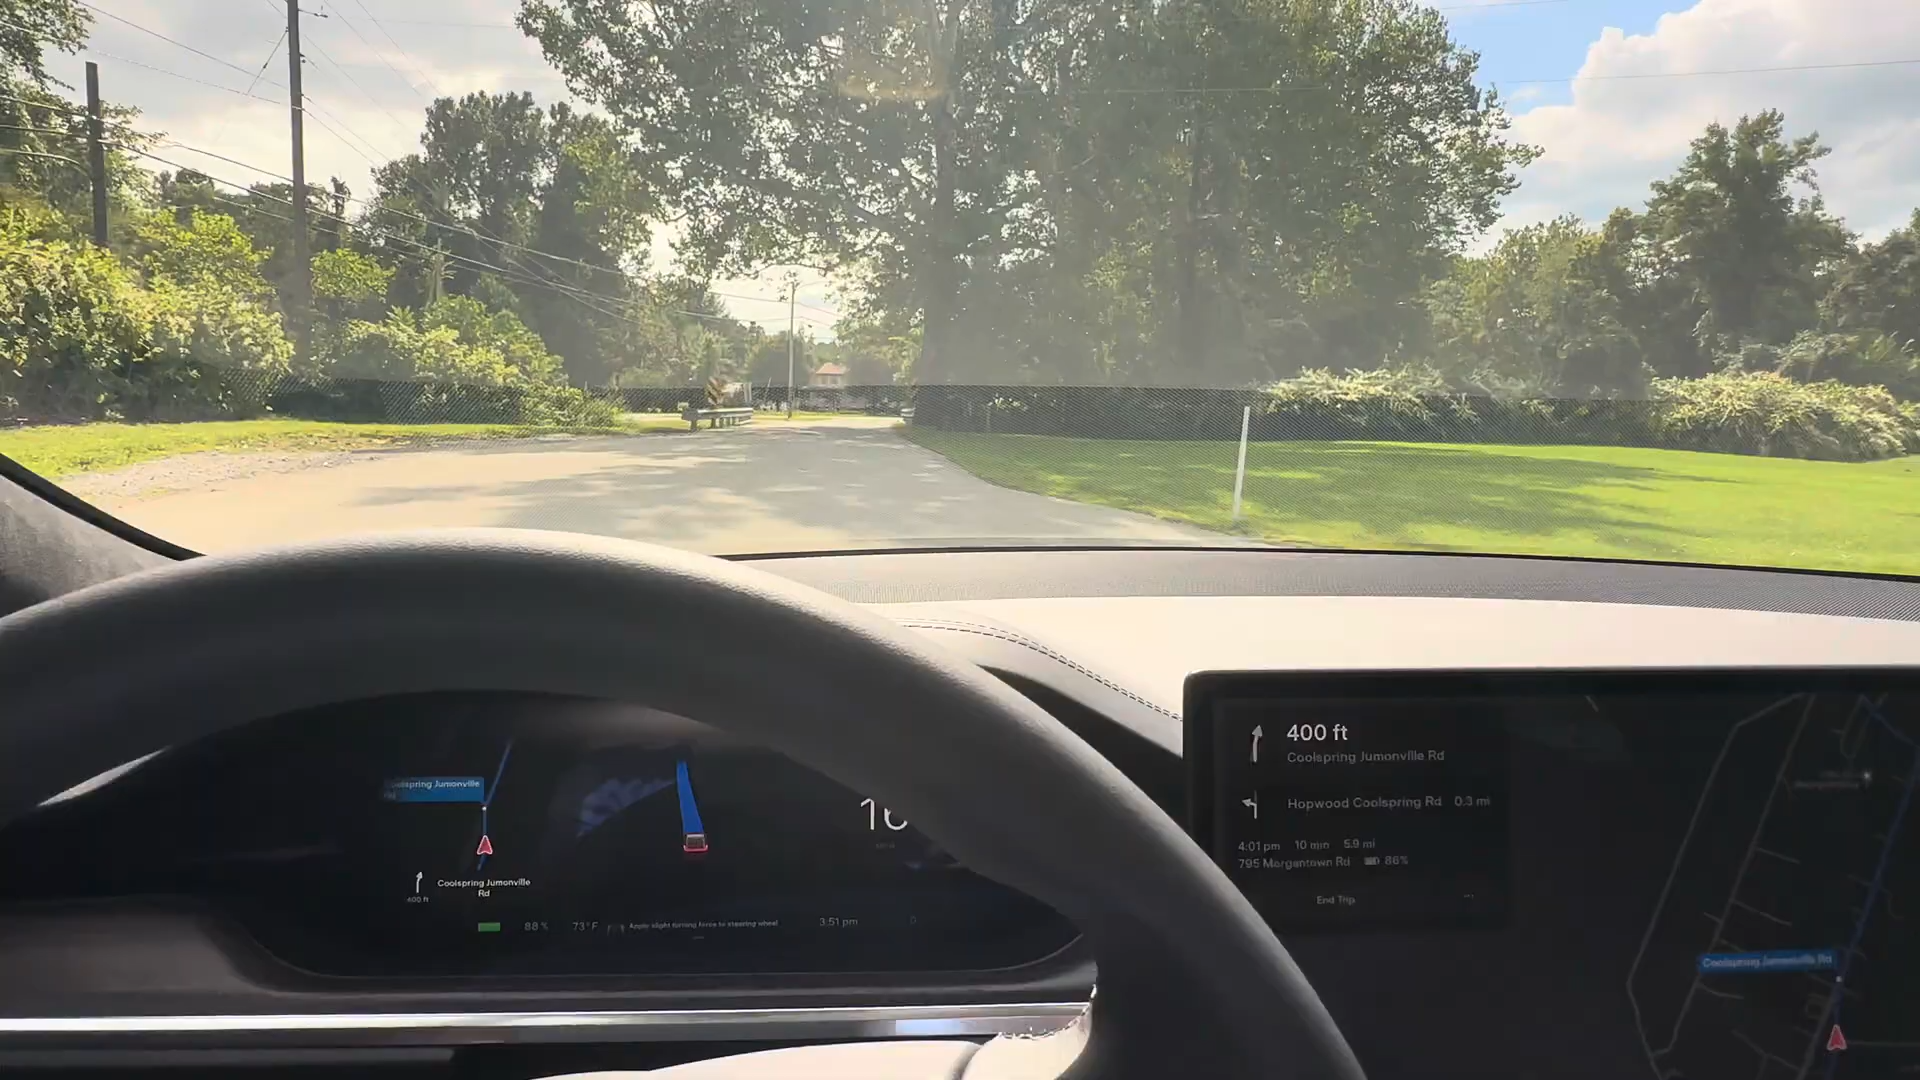 400 ft
Coolspring Jumonville Rd
Hopwood Coolspring Rd 0.3 mi
4:01 pm 10 min 5.9 mi
795 Morgantown Rd 86%
End Trip
Coolspring Jumonville Rd
Jumonville
16
Coolspring Jumonville
Rd
400 ft
88% 73°F Apply slight turning force to steering wheel 3:51 pm